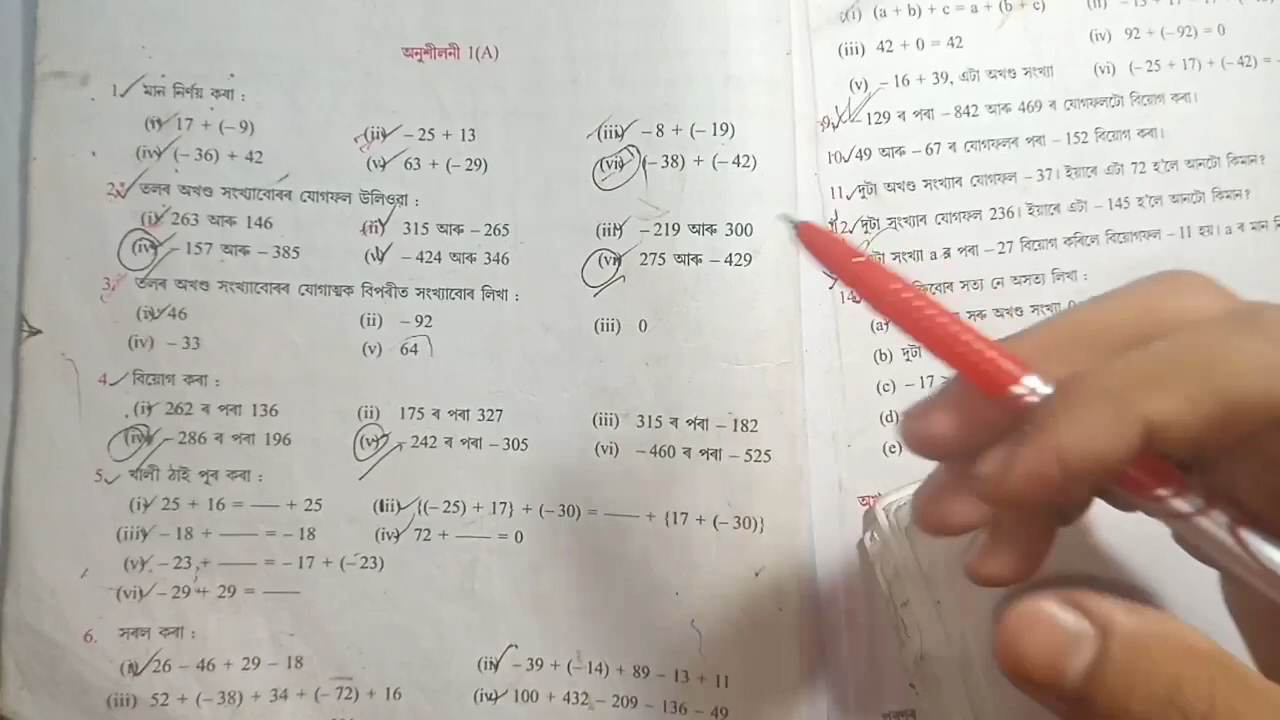 অনুশীলনী 1(A)
1. মান নিৰ্ণয় কৰা :
(i) 17 + (– 9) (ii) – 25 + 13 (iii) – 8 + (– 19)
(iv) (– 36) + 42 (v) 63 + (– 29) (vi) (– 38) + (– 42)
2. তলৰ অখণ্ড সংখ্যাবোৰৰ যোগফল উলিওৱা :
(i) 263 আৰু 146 (ii) 315 আৰু – 265 (iii) – 219 আৰু 300
(iv) – 157 আৰু – 385 (v) – 424 আৰু 346 (vi) 275 আৰু – 429
3. তলৰ অখণ্ড সংখ্যাবোৰৰ যোগাত্মক বিপৰীত সংখ্যাবোৰ লিখা :
(i) 46 (ii) – 92 (iii) 0
(iv) – 33 (v) 64
4. বিয়োগ কৰা :
(i) 262 ৰ পৰা 136 (ii) 175 ৰ পৰা 327 (iii) 315 ৰ পৰা – 182
(iv) – 286 ৰ পৰা 196 (v) – 242 ৰ পৰা – 305 (vi) – 460 ৰ পৰা – 525
5. খালী ঠাই পূৰ কৰা :
(i) 25 + 16 = —— + 25 (ii) {(– 25) + 17} + (– 30) = —— + {17 + (– 30)}
(iii) – 18 + —— = – 18 (iv) 72 + —— = 0
(v) – 23 + —— = – 17 + (– 23)
(vi) – 29 + 29 = ——
6. সৰল কৰা :
(i) 26 – 46 + 29 – 18 (ii) – 39 + (– 14) + 89 – 13 + 11
(iii) 52 + (– 38) + 34 + (– 72) + 16 (iv) 100 + 432 – 209 – 136 – 49
(i) (a + b) + c = a + (b + c) (ii)
(iii) 42 + 0 = 42 (iv) 92 + (– 92) = 0
(v) – 16 + 39, এটা অখণ্ড সংখ্যা (vi) (– 25 + 17) + (– 42) =
9. – 129 ৰ পৰা – 842 আৰু 469 ৰ যোগফলটো বিয়োগ কৰা।
10. 49 আৰু – 67 ৰ যোগফলৰ পৰা – 152 বিয়োগ কৰা।
11. দুটা অখণ্ড সংখ্যাৰ যোগফল – 37। ইয়াৰে এটা 72 হ'লে আনটো কিমান?
12. দুটা সংখ্যাৰ যোগফল 236। ইয়াৰে এটা – 145 হ'লে আনটো কিমান?
সংখ্যা a ৰ পৰা – 27 বিয়োগ কৰিলে বিয়োগফল – 11 হয়। a ৰ মান
14. সত্য নে অসত্য লিখা :
(a) সৰু অখণ্ড সংখ্যা
(b) দুটা
(c) – 17 >
(d)
(e)